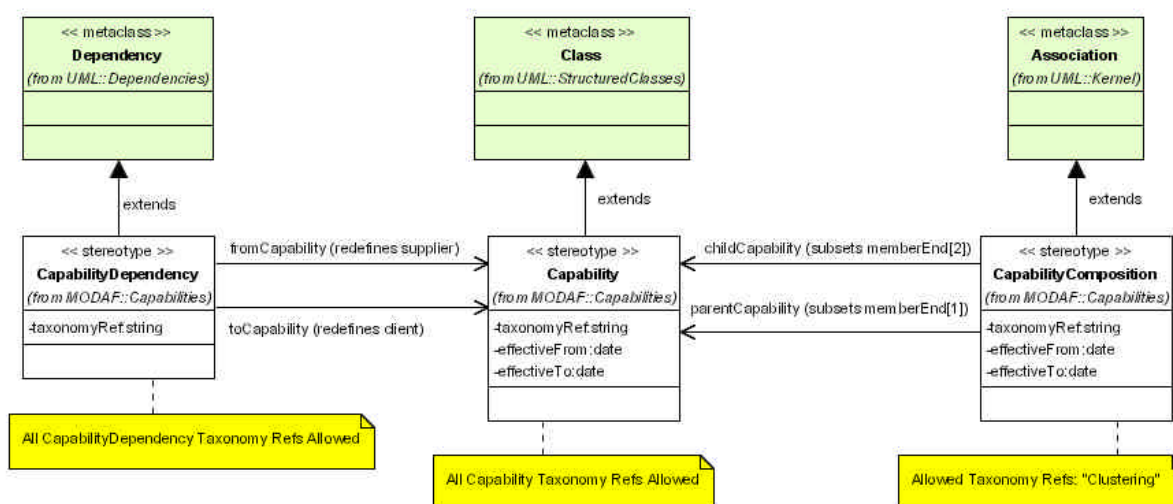 << metaclass >>
Dependency
(from UML::Dependencies)
<< metaclass >>
Class
(from UML::StructuredClasses)
<< metaclass >>
Association
(from UML::Kernel)
extends
extends
extends
<< stereotype >>
CapabilityDependency
(from MODAF::Capabilities)
-taxonomyRef:string
fromCapability (redefines supplier)
toCapability (redefines client)
<< stereotype >>
Capability
(from MODAF::Capabilities)
-taxonomyRef:string
-effectiveFrom:date
-effectiveTo:date
childCapability (subsets memberEnd[2])
parentCapability (subsets memberEnd[1])
<< stereotype >>
CapabilityComposition
(from MODAF::Capabilities)
-taxonomyRef:string
-effectiveFrom:date
-effectiveTo:date
All CapabilityDependency Taxonomy Refs Allowed
All Capability Taxonomy Refs Allowed
Allowed Taxonomy Refs: "Clustering"